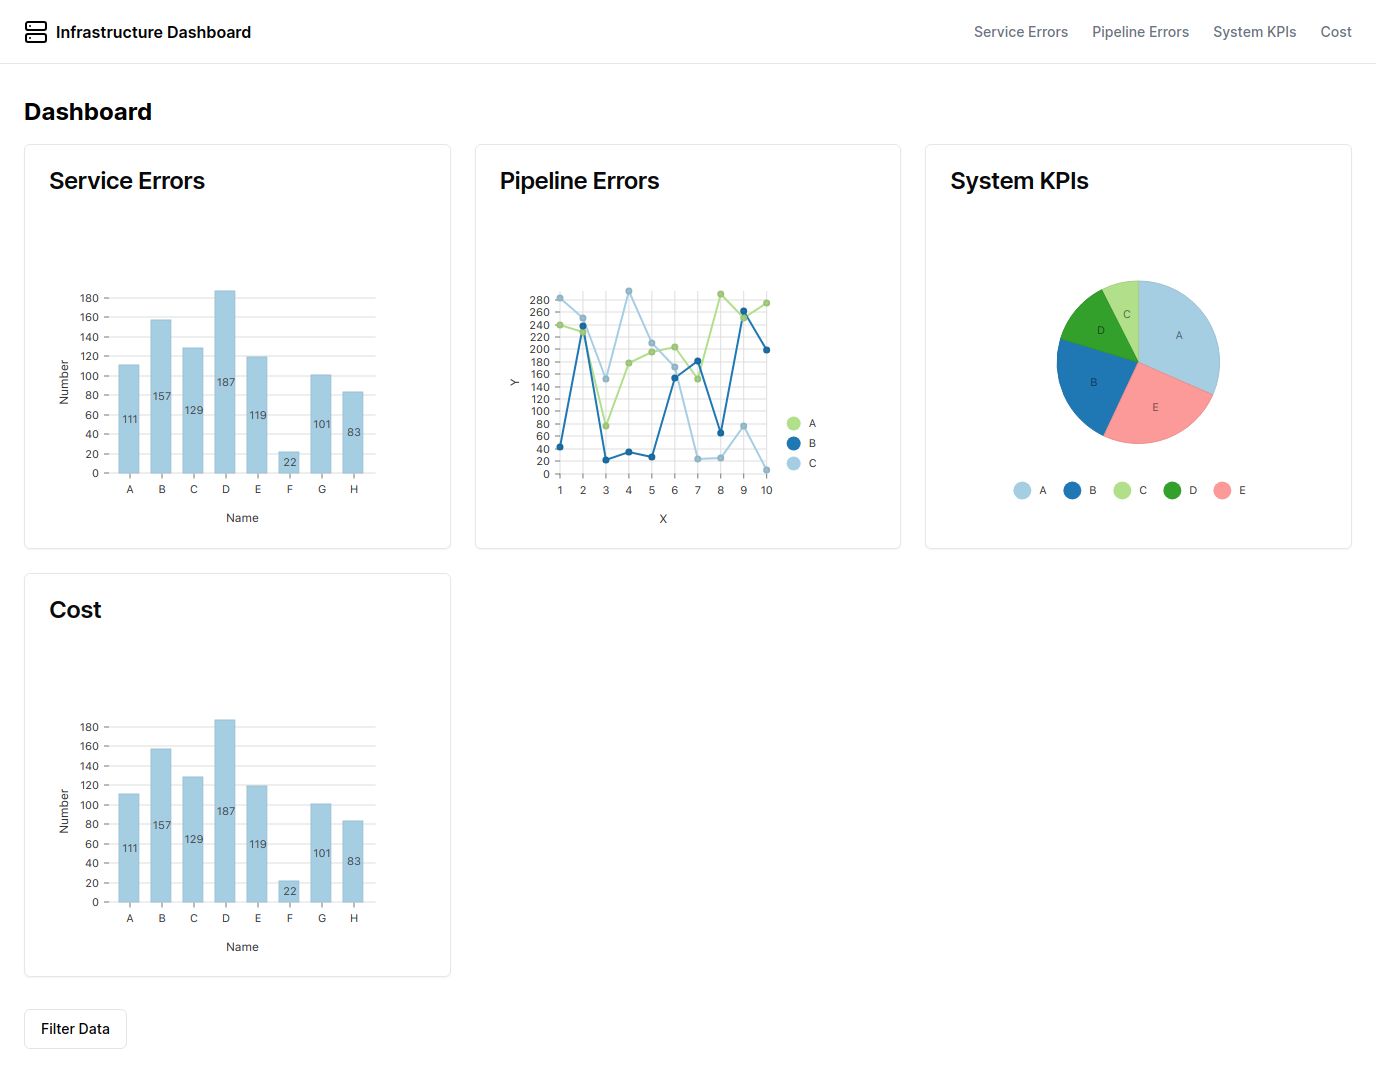 Infrastructure Dashboard
Service Errors Pipeline Errors System KPIs Cost
Dashboard
Service Errors
180
160
140
120
100
80
60
40
20
0
Number
111 157 129 187 119 22 101 83
A B C D E F G H
Name
Pipeline Errors
280
260
240
220
200
180
160
140
120
100
80
60
40
20
0
Y
1 2 3 4 5 6 7 8 9 10
X
A
B
C
System KPIs
A
E
B
D
C
A B C D E
Cost
180
160
140
120
100
80
60
40
20
0
Number
111 157 129 187 119 22 101 83
A B C D E F G H
Name
Filter Data